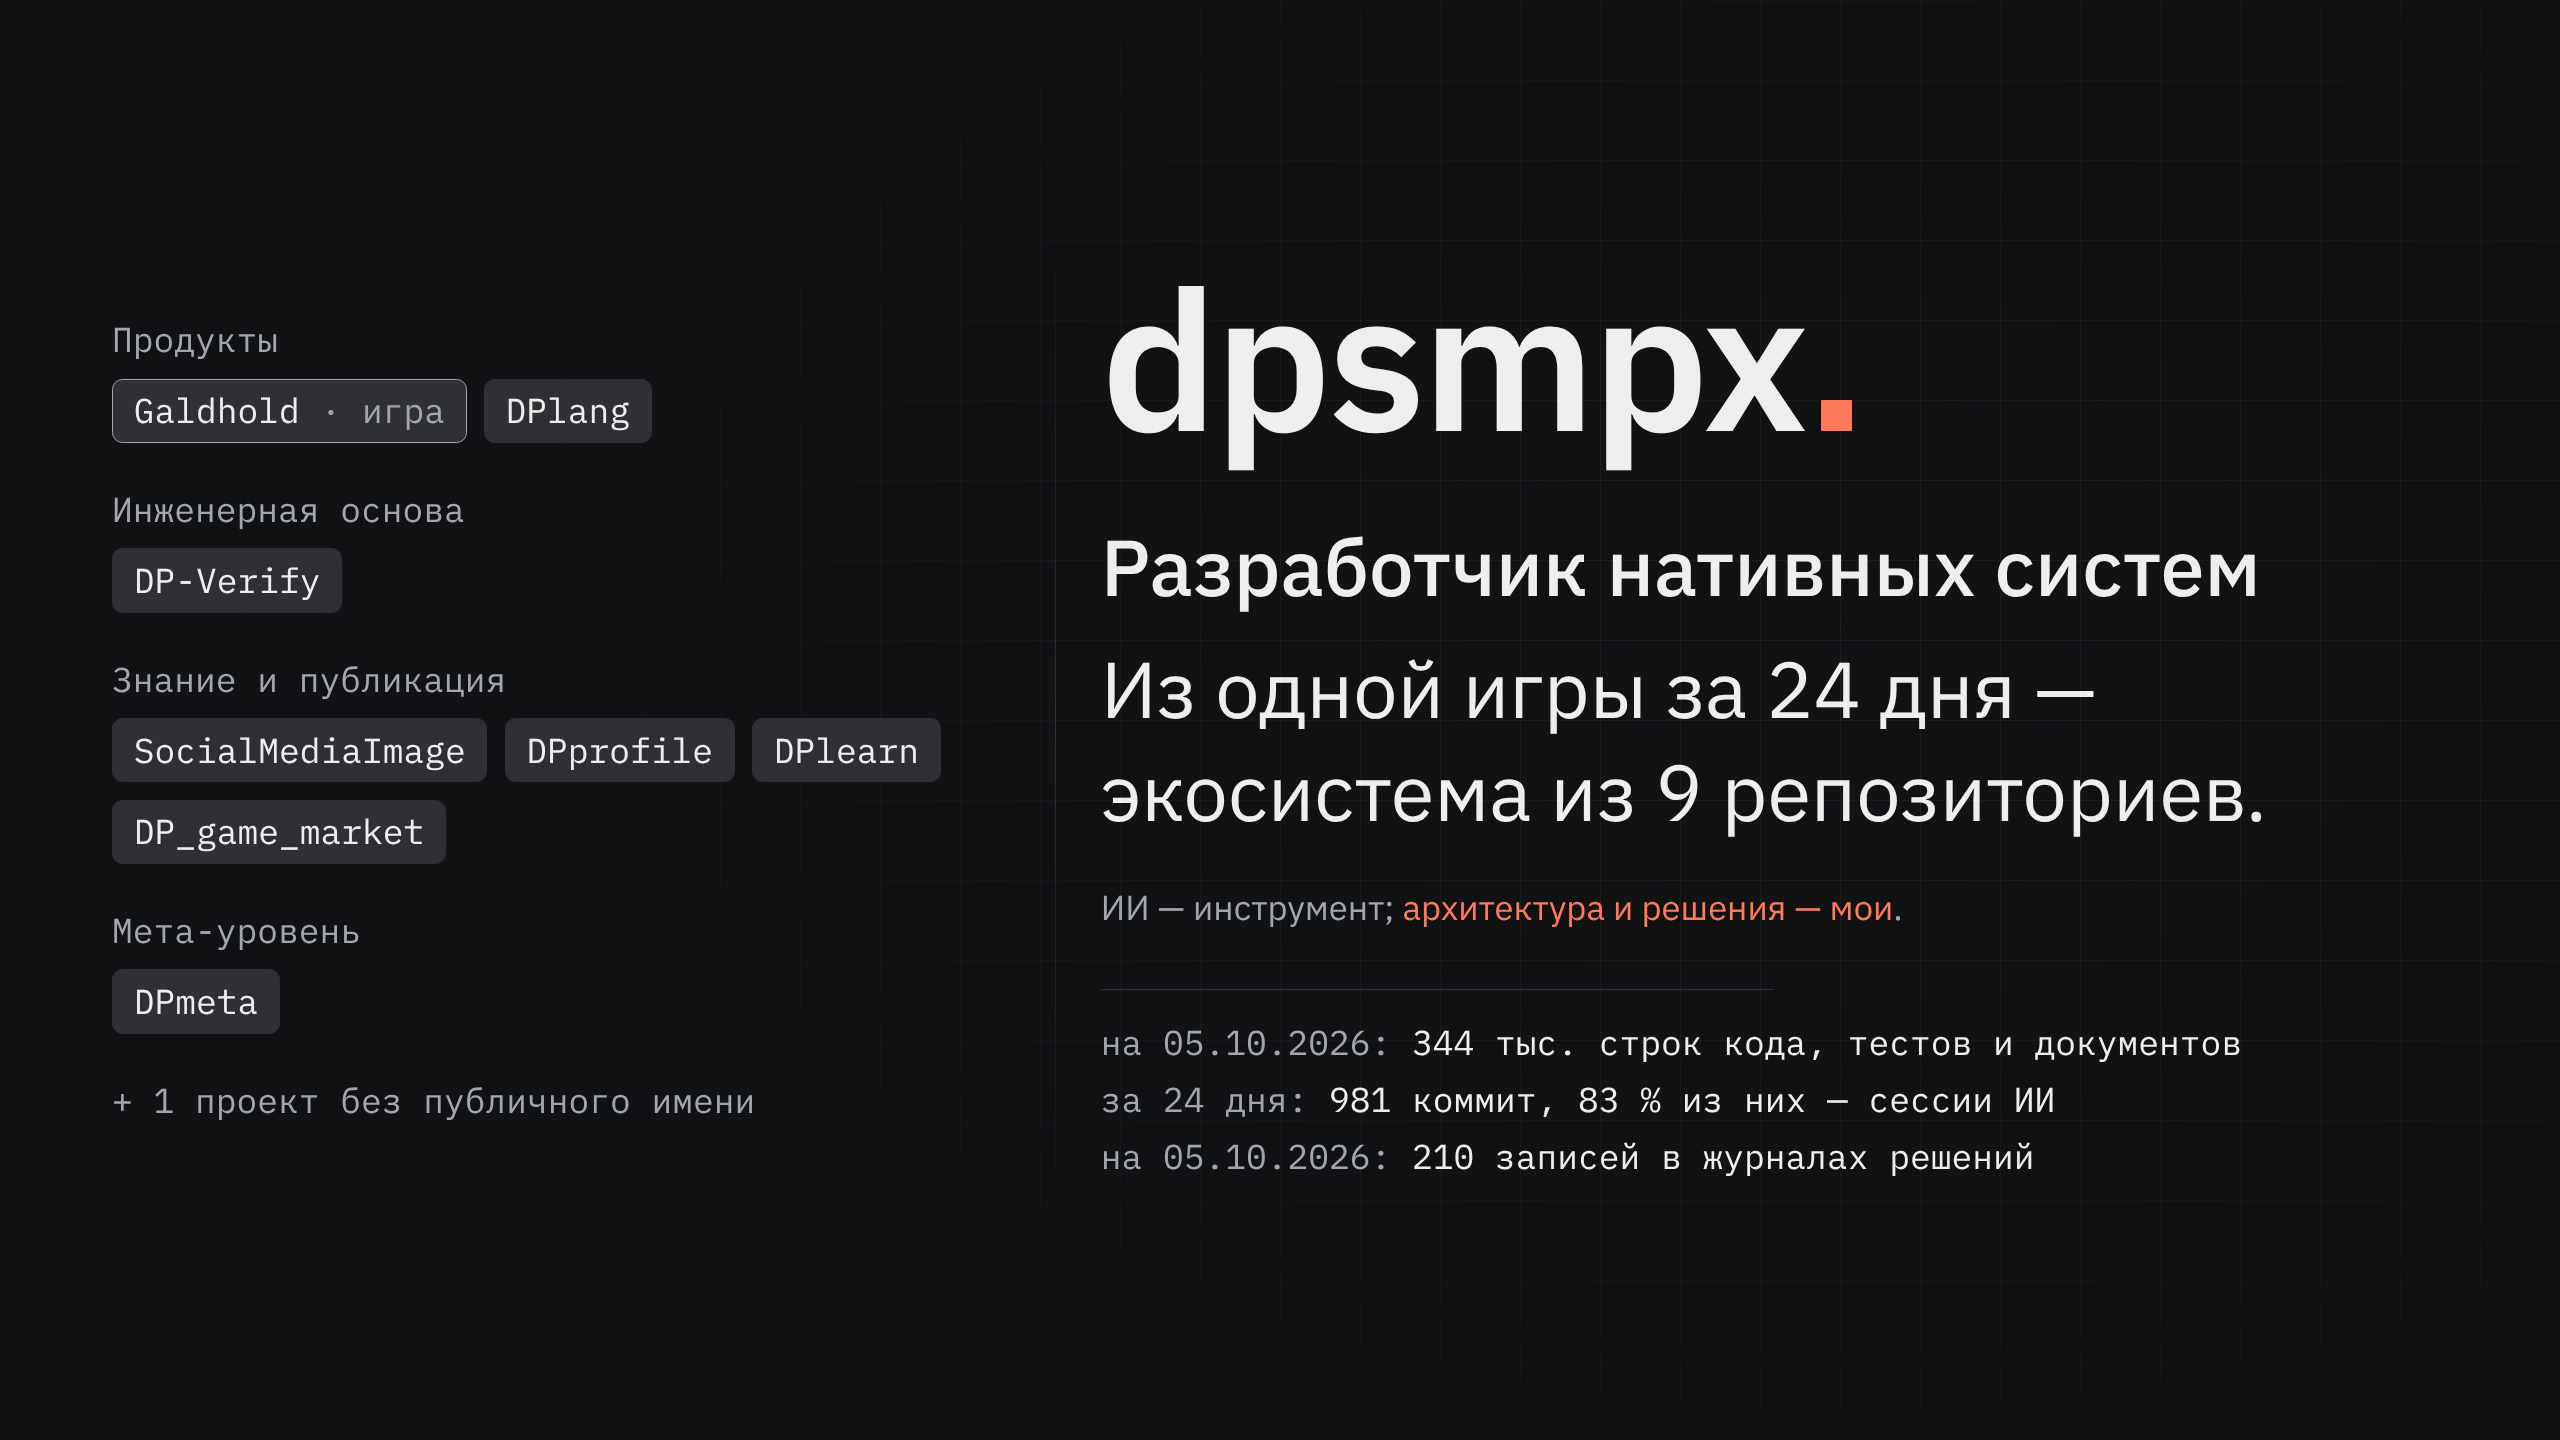 Продукты
Galdhold · игра DPlang
Инженерная основа
DP-Verify
Знание и публикация
SocialMediaImage DPprofile DPlearn
DP_game_market
Мета-уровень
DPmeta
+ 1 проект без публичного имени
dpsmpx.
Разработчик нативных систем
Из одной игры за 24 дня —
экосистема из 9 репозиториев.
ИИ — инструмент; архитектура и решения — мои.
на 05.10.2026: 344 тыс. строк кода, тестов и документов
за 24 дня: 981 коммит, 83 % из них — сессии ИИ
на 05.10.2026: 210 записей в журналах решений